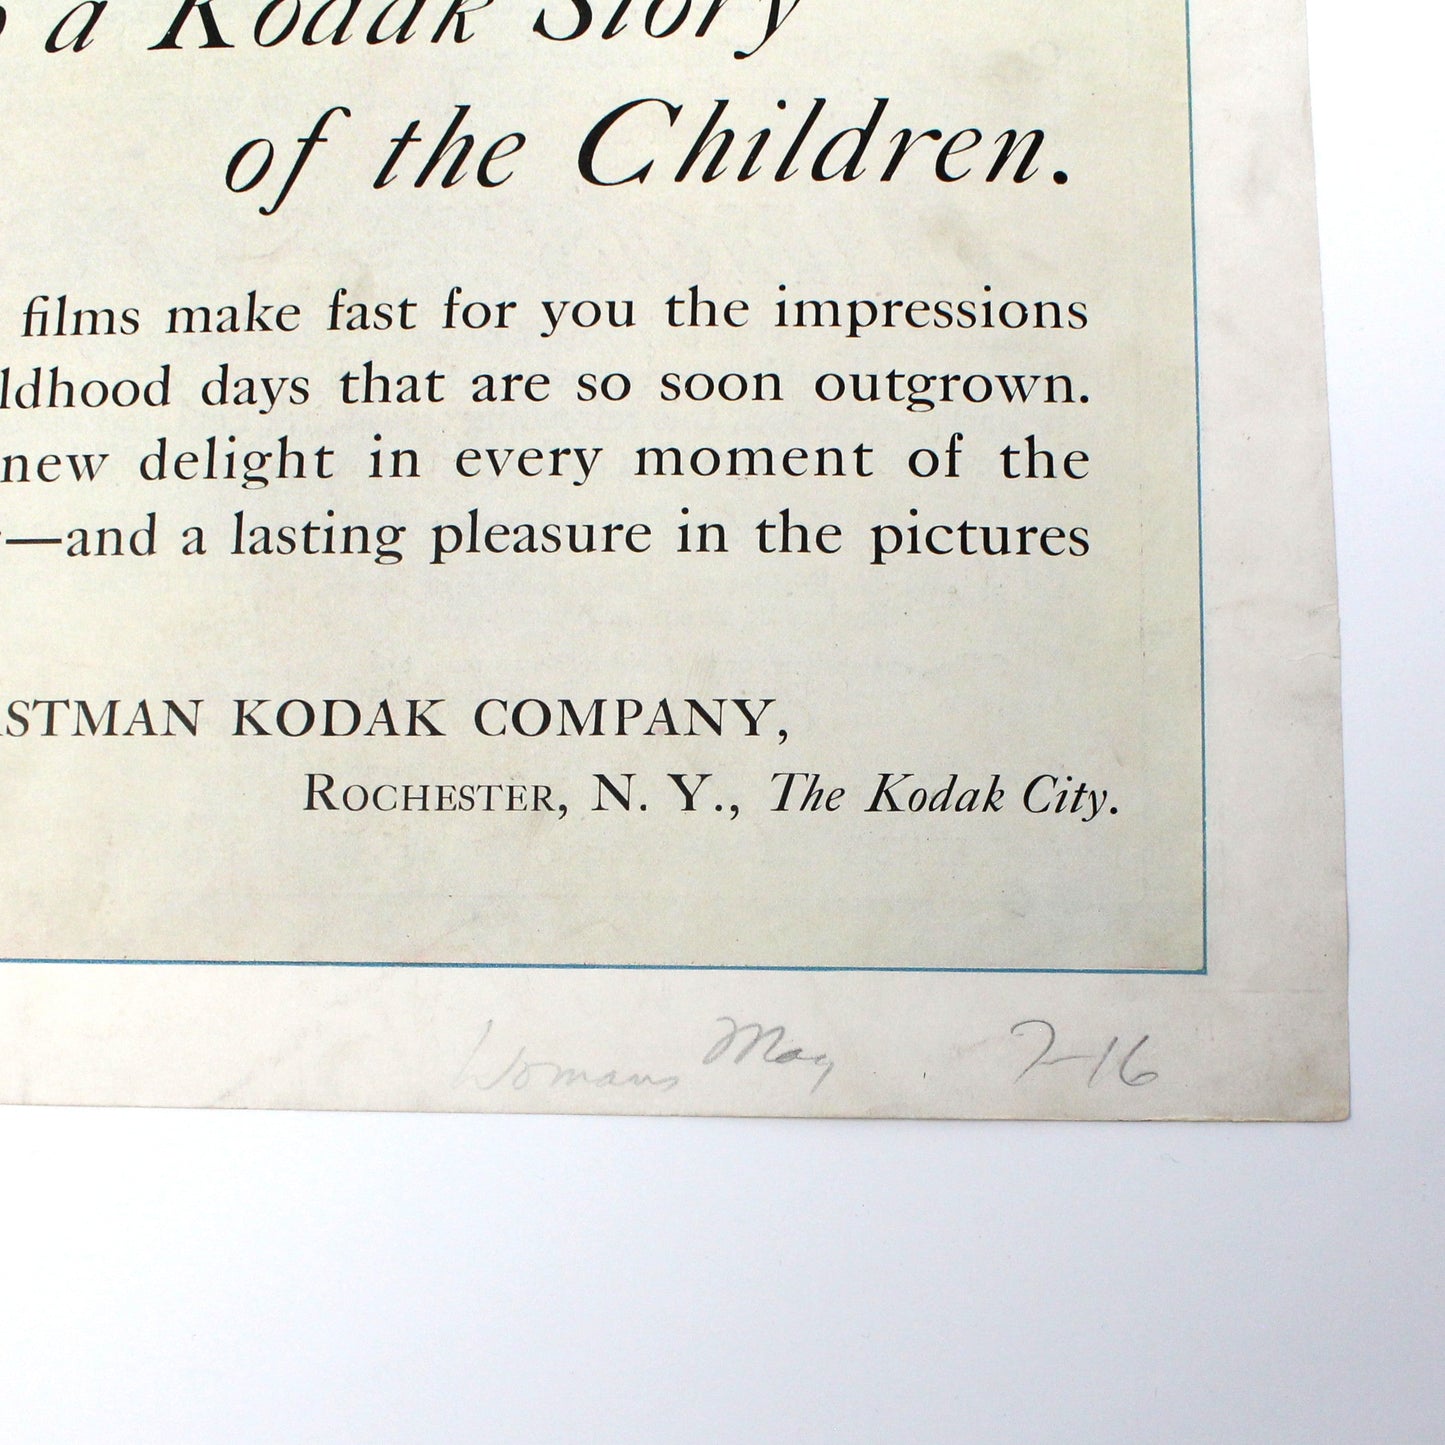 a Kodak Story
of the Children.
films make fast for you the impressions
ldhood days that are so soon outgrown.
new delight in every moment of the
—and a lasting pleasure in the pictures
STMAN KODAK COMPANY,
ROCHESTER, N. Y., The Kodak City.
Womans Mag 7-16